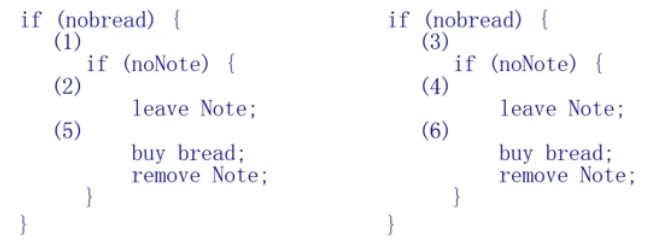 if (nobread) {
(1)
if (noNote) {
(2)
leave Note;
(5)
buy bread;
remove Note;
}
}
if (nobread) {
(3)
if (noNote) {
(4)
leave Note;
(6)
buy bread;
remove Note;
}
}